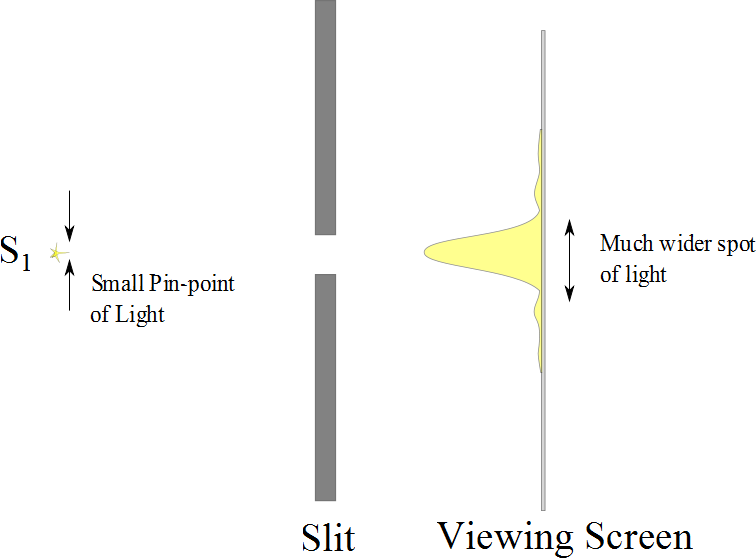 S1
Small Pin-point
of Light
Much wider spot
of light
Slit
Viewing Screen